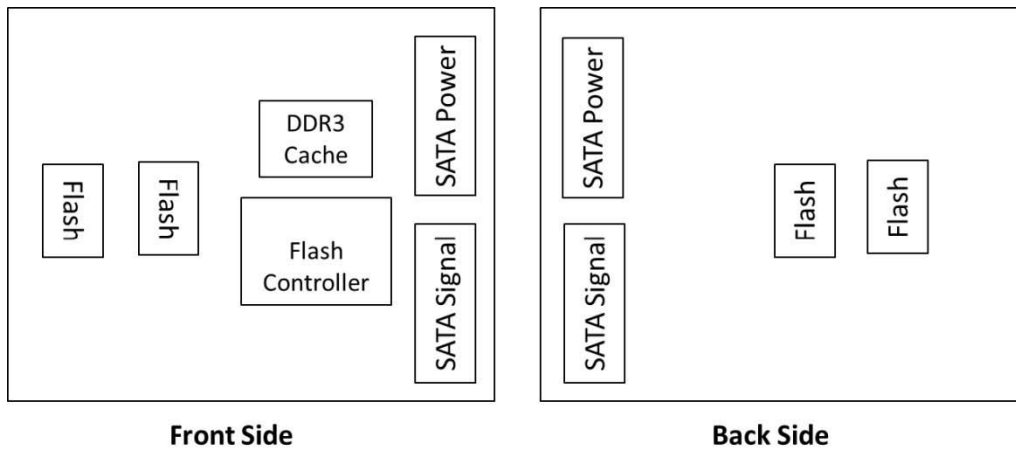 DDR3
Cache
SATA Power
Flash
Flash
Flash
Controller
SATA Signal
Front Side
SATA Power
Flash
Flash
SATA Signal
Back Side